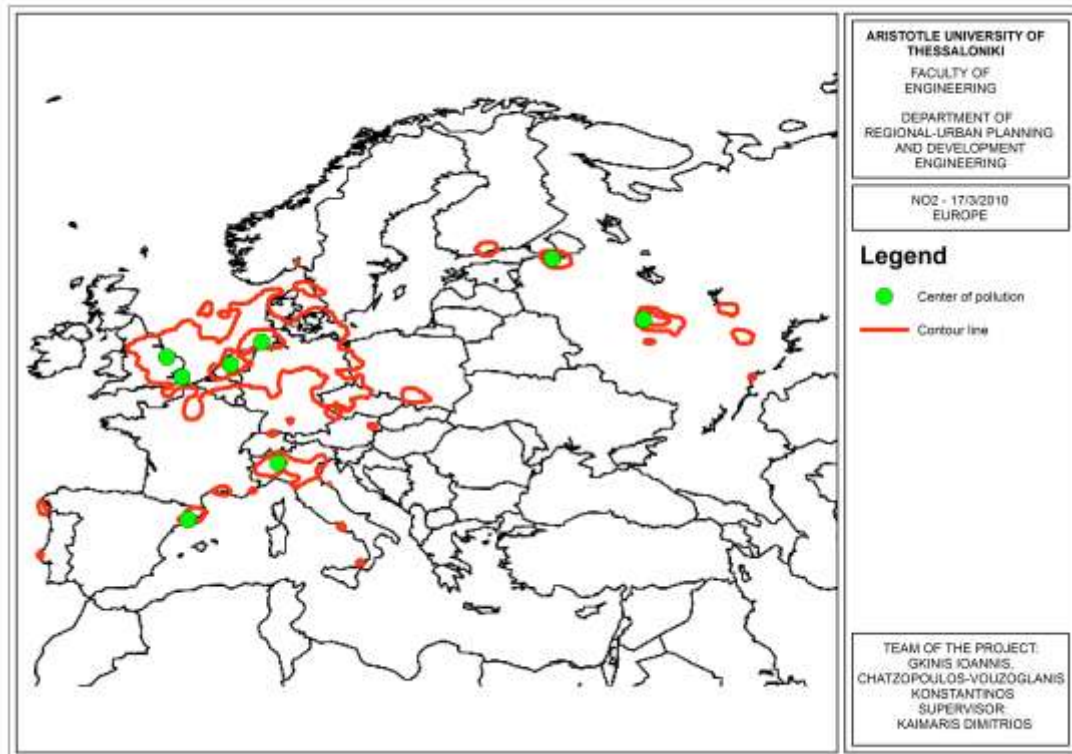 ARISTOTLE UNIVERSITY OF
THESSALONIKI
FACULTY OF
ENGINEERING
DEPARTMENT OF
REGIONAL-URBAN PLANNING
AND DEVELOPMENT
ENGINEERING
NO2 - 17/3/2010
EUROPE
Legend
Center of pollution
Contour line
TEAM OF THE PROJECT:
GKINIS IOANNIS,
CHATZOPOULOS-VOUZOGLANIS
KONSTANTINOS
SUPERVISOR:
KAIMARIS DIMITRIOS